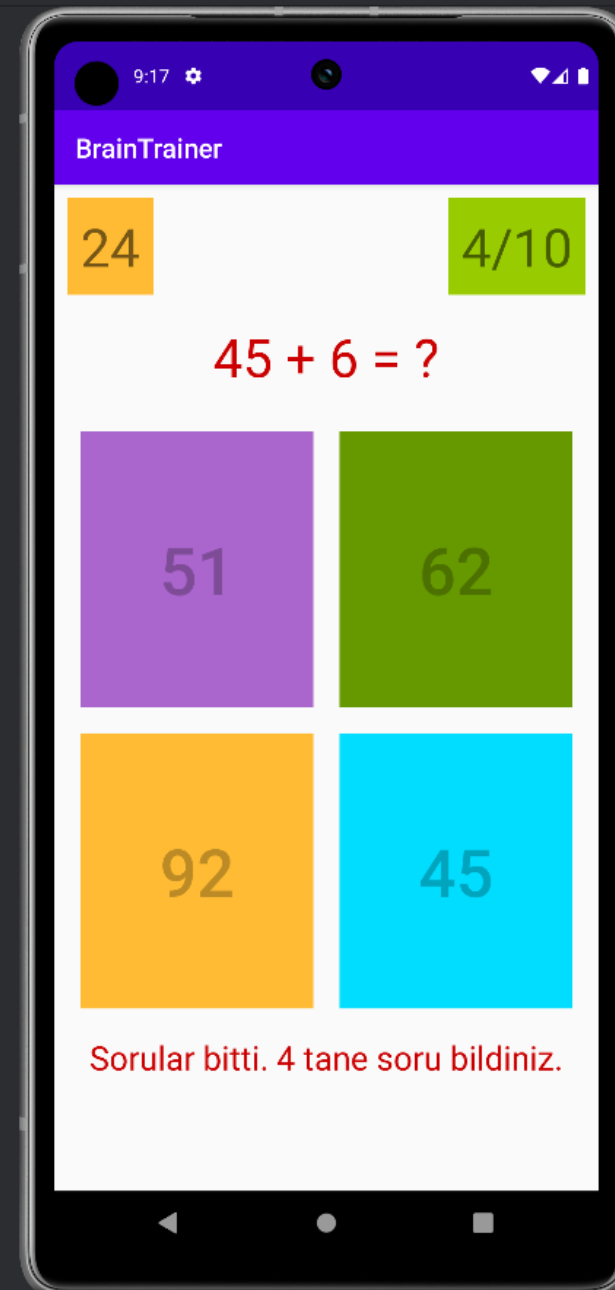 9:17
BrainTrainer
24
4/10
45 + 6 = ?
51
62
92
45
Sorular bitti. 4 tane soru bildiniz.